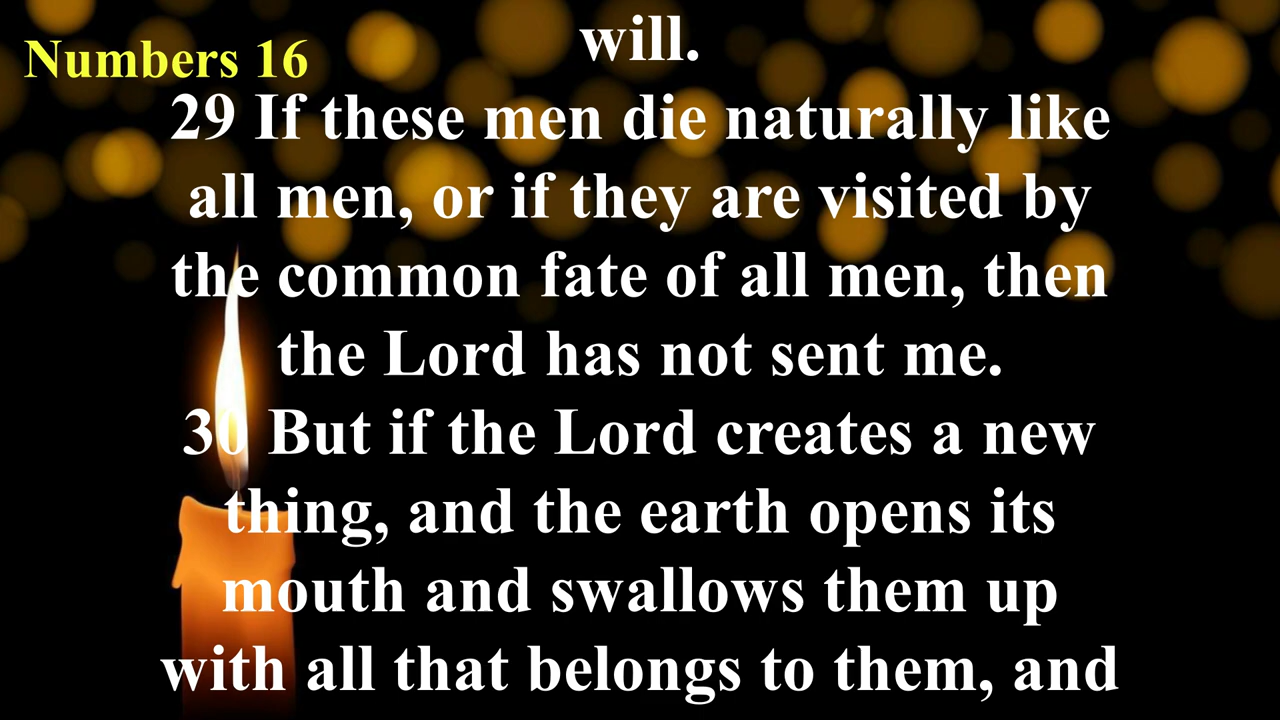 will.
Numbers 16
29 If these men die naturally like
all men, or if they are visited by
the common fate of all men, then
the Lord has not sent me.
30 But if the Lord creates a new
thing, and the earth opens its
mouth and swallows them up
with all that belongs to them, and